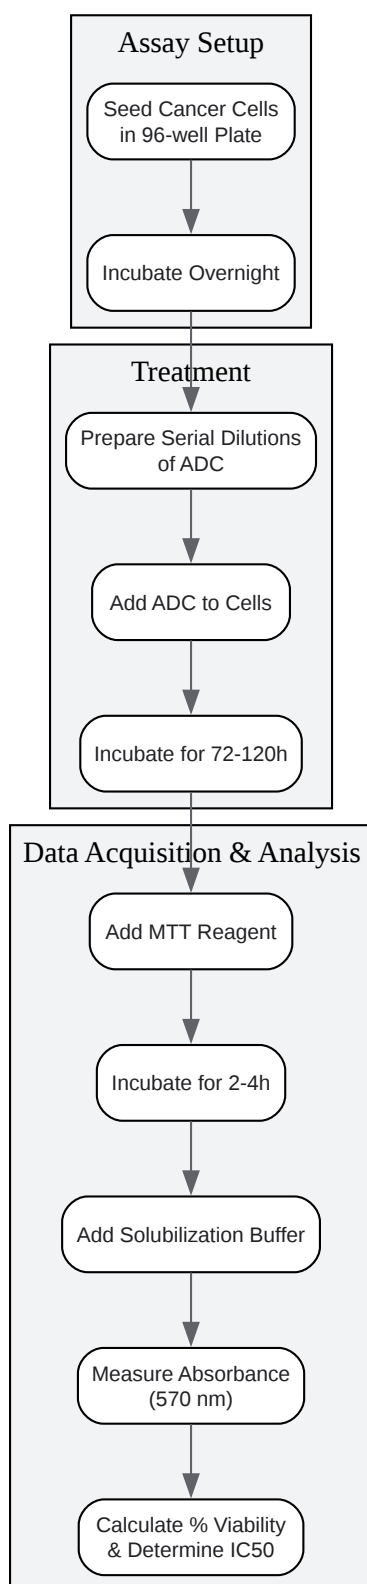 Assay Setup
Seed Cancer Cells
in 96-well Plate
Incubate Overnight
Treatment
Prepare Serial Dilutions
of ADC
Add ADC to Cells
Incubate for 72-120h
Data Acquisition & Analysis
Add MTT Reagent
Incubate for 2-4h
Add Solubilization Buffer
Measure Absorbance
(570 nm)
Calculate % Viability
& Determine IC50